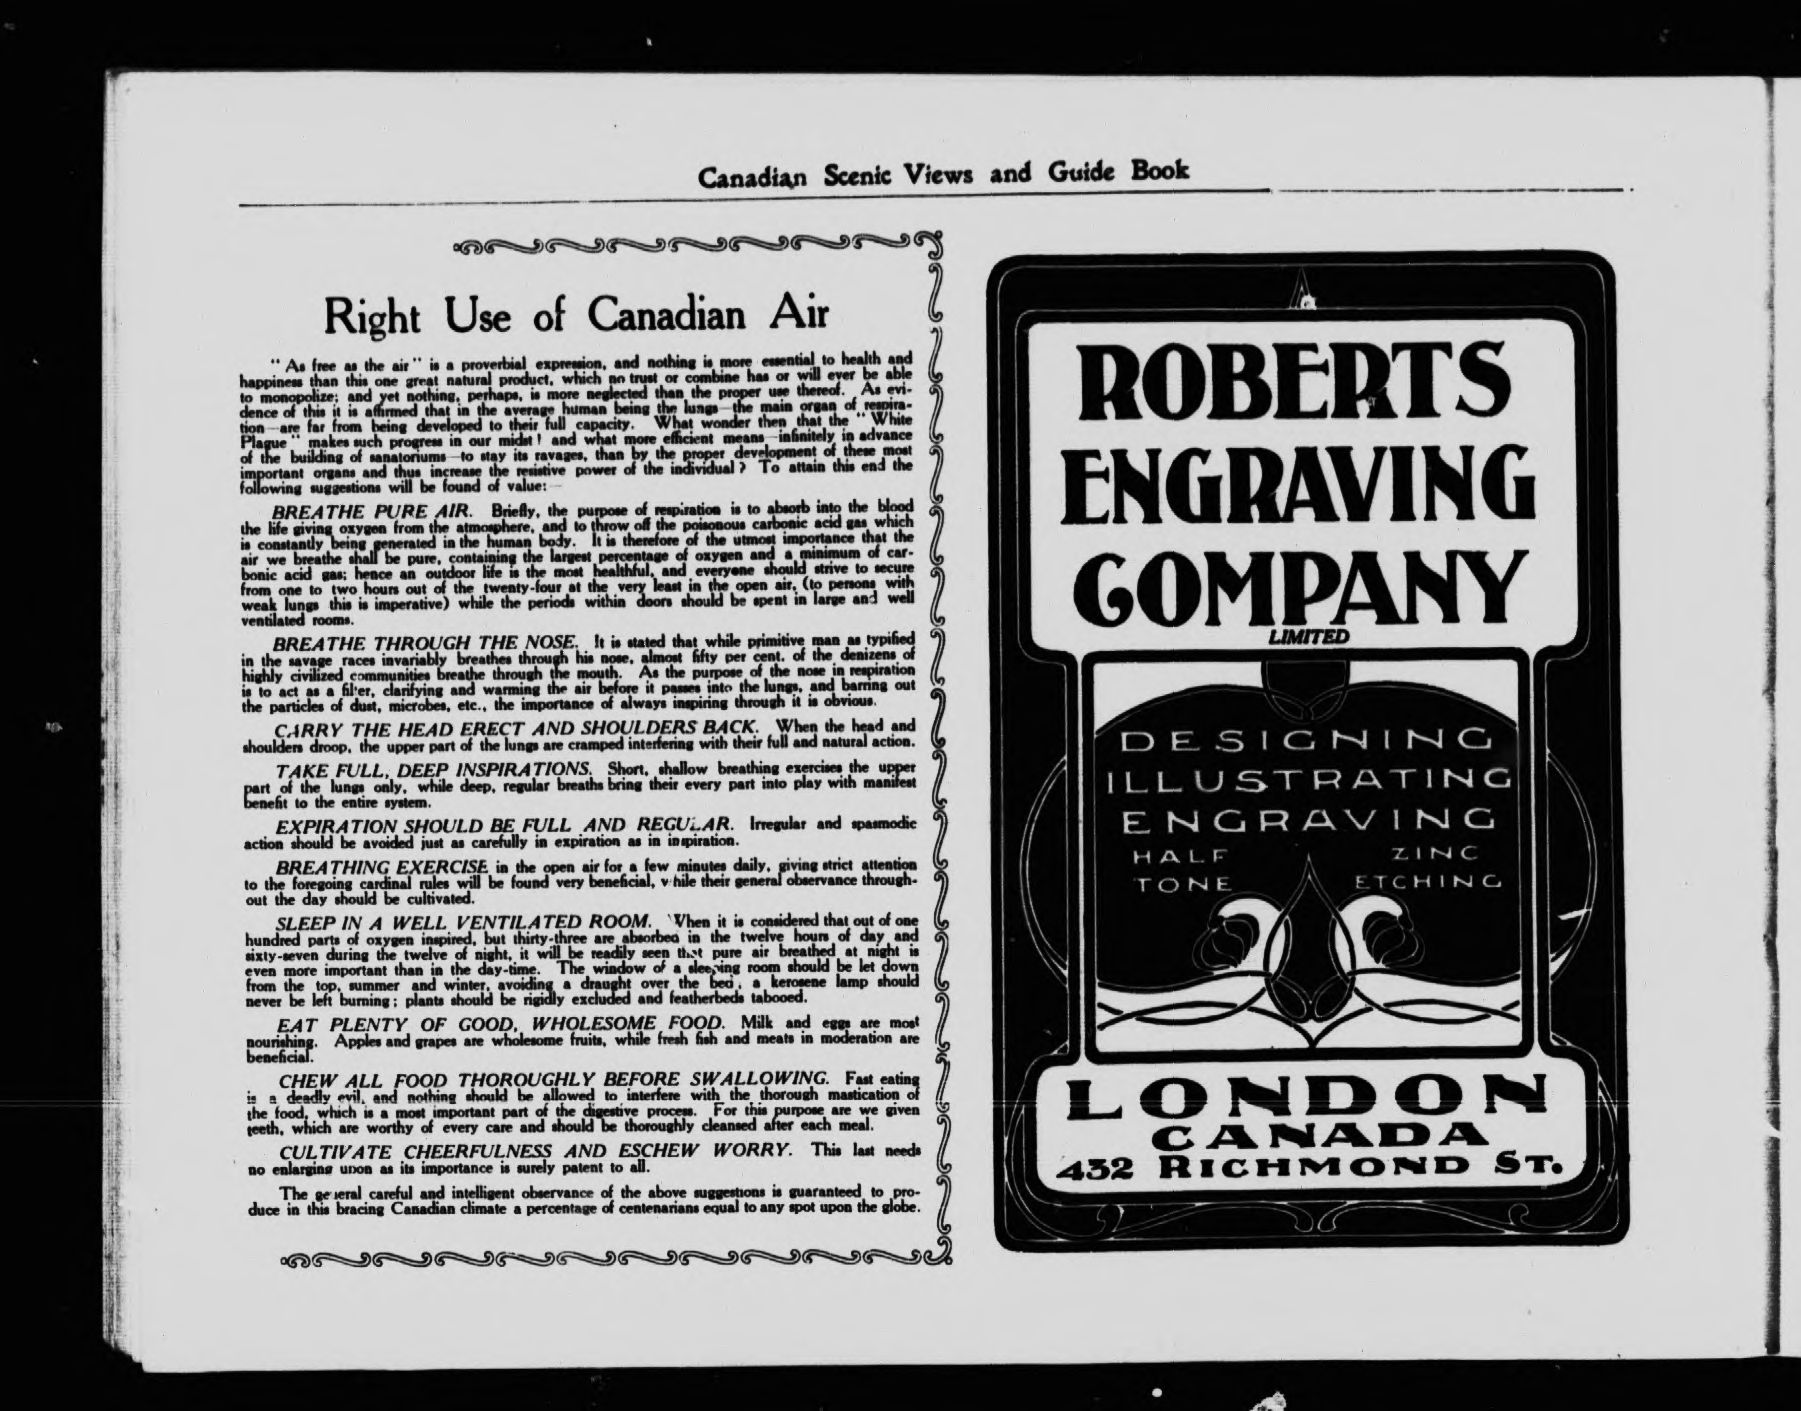 Canadian Scenic Views and Guide Book
Right Use of Canadian Air
"As free as the air" is a proverbial expression, and nothing is more essential to health and
happiness than this one great natural product, which no trust or combine has or will ever be able
to monopolize; and yet nothing, perhaps, is more neglected than the proper use thereof. As evi-
dence of this it is affirmed that in the average human being the lungs—the main organ of respira-
tion—are far from being developed to their full capacity. What wonder then that the "White
Plague" makes such progress in our midst! and what more efficient means—infinitely in advance
of the building of sanatoriums—to stay its ravages, than by the proper development of these most
important organs and thus increase the resistive power of the individual? To attain this end the
following suggestions will be found of value:—
BREATHE PURE AIR. Briefly, the purpose of respiration is to absorb into the blood
the life giving oxygen from the atmosphere, and to throw off the poisonous carbonic acid gas which
is constantly being generated in the human body. It is therefore of the utmost importance that the
air we breathe shall be pure, containing the largest percentage of oxygen and a minimum of car-
bonic acid gas; hence an outdoor life is the most healthful, and everyone should strive to secure
from one to two hours out of the twenty-four at the very least in the open air, (to persons with
weak lungs this is imperative) while the periods within doors should be spent in large and well
ventilated rooms.
BREATHE THROUGH THE NOSE. It is stated that while primitive man as typified
in the savage races invariably breathes through his nose, almost fifty per cent. of the denizens of
highly civilized communities breathe through the mouth. As the purpose of the nose in respiration
is to act as a filter, clarifying and warming the air before it passes into the lungs, and barring out
the particles of dust, microbes, etc., the importance of always inspiring through it is obvious.
CARRY THE HEAD ERECT AND SHOULDERS BACK. When the head and
shoulders droop, the upper part of the lungs are cramped interfering with their full and natural action.
TAKE FULL, DEEP INSPIRATIONS. Short, shallow breathing exercises the upper
part of the lungs only, while deep, regular breaths bring their every part into play with manifest
benefit to the entire system.
EXPIRATION SHOULD BE FULL AND REGULAR. Irregular and spasmodic
action should be avoided just as carefully in expiration as in inspiration.
BREATHING EXERCISE in the open air for a few minutes daily, giving strict attention
to the foregoing cardinal rules will be found very beneficial, while their general observance through-
out the day should be cultivated.
SLEEP IN A WELL VENTILATED ROOM. When it is considered that out of one
hundred parts of oxygen inspired, but thirty-three are absorbed in the twelve hours of day and
sixty-seven during the twelve of night, it will be readily seen that pure air breathed at night is
even more important than in the day-time. The window of a sleeping room should be let down
from the top, summer and winter, avoiding a draught over the bed; a kerosene lamp should
never be left burning; plants should be rigidly excluded and featherbeds tabooed.
EAT PLENTY OF GOOD, WHOLESOME FOOD. Milk and eggs are most
nourishing. Apples and grapes are wholesome fruits, while fresh fish and meats in moderation are
beneficial.
CHEW ALL FOOD THOROUGHLY BEFORE SWALLOWING. Fast eating
is a deadly evil, and nothing should be allowed to interfere with the thorough mastication of
the food, which is a most important part of the digestive process. For this purpose are we given
teeth, which are worthy of every care and should be thoroughly cleansed after each meal.
CULTIVATE CHEERFULNESS AND ESCHEW WORRY. This last needs
no enlarging upon as its importance is surely patent to all.
The general careful and intelligent observance of the above suggestions is guaranteed to pro-
duce in this bracing Canadian climate a percentage of centenarians equal to any spot upon the globe.
ROBERTS
ENGRAVING
COMPANY
LIMITED
DESIGNING
ILLUSTRATING
ENGRAVING
HALF TONE
ZINC ETCHING
LONDON
CANADA
432 RICHMOND ST.